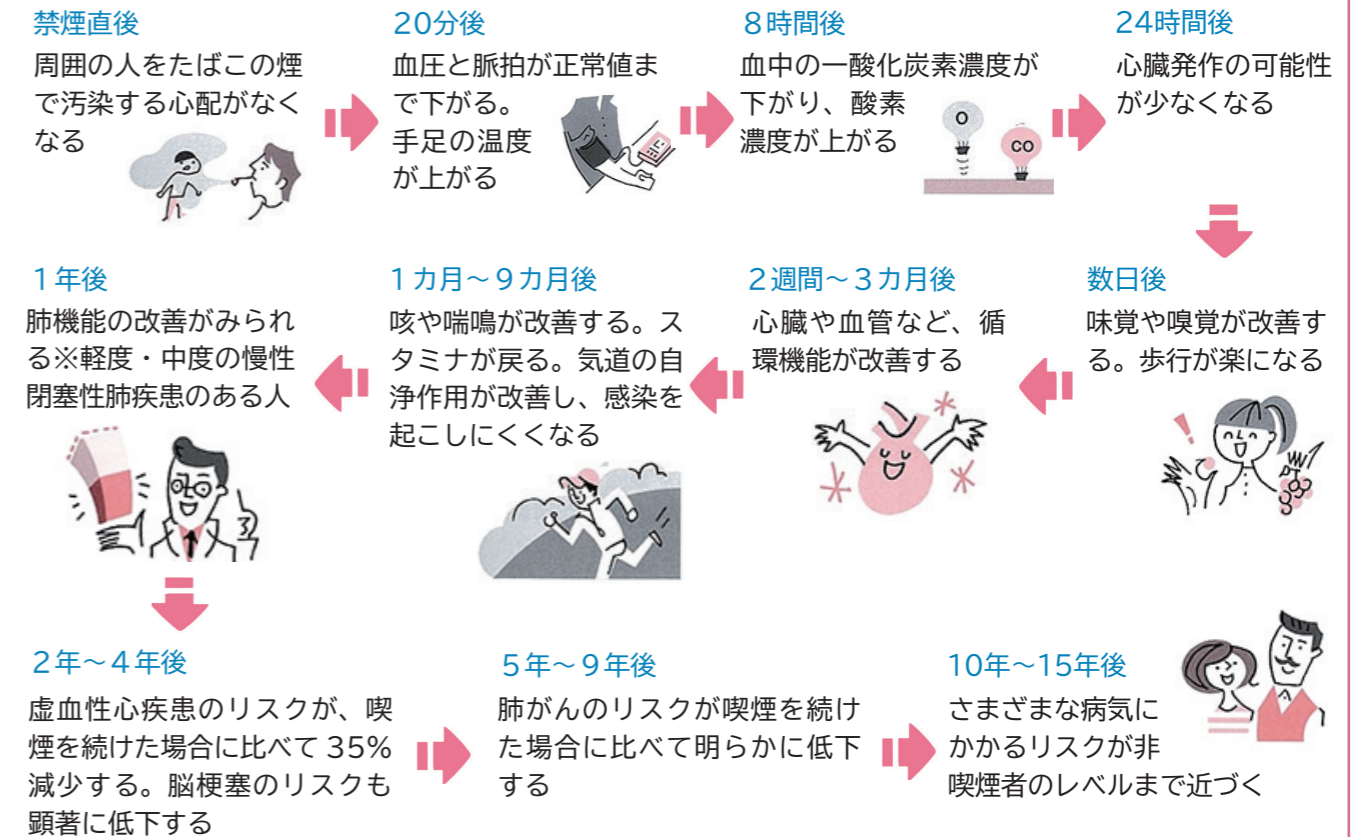 禁煙直後
周囲の人をたばこの煙
で汚染する心配がなく
なる
20分後
血圧と脈拍が正常値ま
で下がる。
手足の温度
が上がる
8時間後
血中の一酸化炭素濃度が
下がり、酸素
濃度が上がる
O
CO
24時間後
心臓発作の可能性
が少なくなる
数日後
味覚や嗅覚が改善す
る。歩行が楽になる
2週間～3カ月後
心臓や血管など、循
環機能が改善する
1カ月～9カ月後
咳や喘鳴が改善する。ス
タミナが戻る。気道の自
浄作用が改善し、感染を
起こしにくくなる
1年後
肺機能の改善がみられ
る※軽度・中度の慢性
閉塞性肺疾患のある人
2年～4年後
虚血性心疾患のリスクが、喫
煙を続けた場合に比べて 35%
減少する。脳梗塞のリスクも
顕著に低下する
5年～9年後
肺がんのリスクが喫煙を続け
た場合に比べて明らかに低下
する
10年～15年後
さまざまな病気に
かかるリスクが非
喫煙者のレベルまで近づく